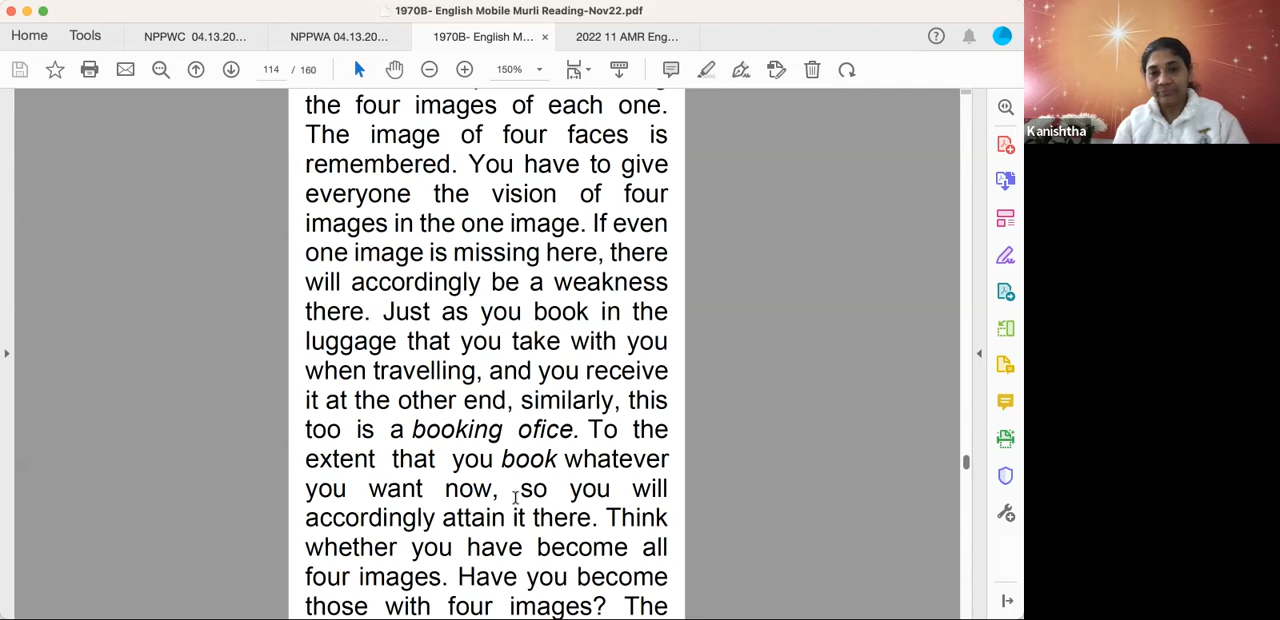 1970B- English Mobile Murli Reading-Nov22.pdf
Home
Tools
NPPWC 04.13.20...
NPPWA 04.13.20...
1970B- English M...
×
2022 11 AMR Eng...
114 / 160
150%
the four images of each one.
The image of four faces is
remembered. You have to give
everyone the vision of four
images in the one image. If even
one image is missing here, there
will accordingly be a weakness
there. Just as you book in the
luggage that you take with you
when travelling, and you receive
it at the other end, similarly, this
too is a booking ofice. To the
extent that you book whatever
you want now, so you will
accordingly attain it there. Think
whether you have become all
four images. Have you become
those with four images? The
Kanishtha